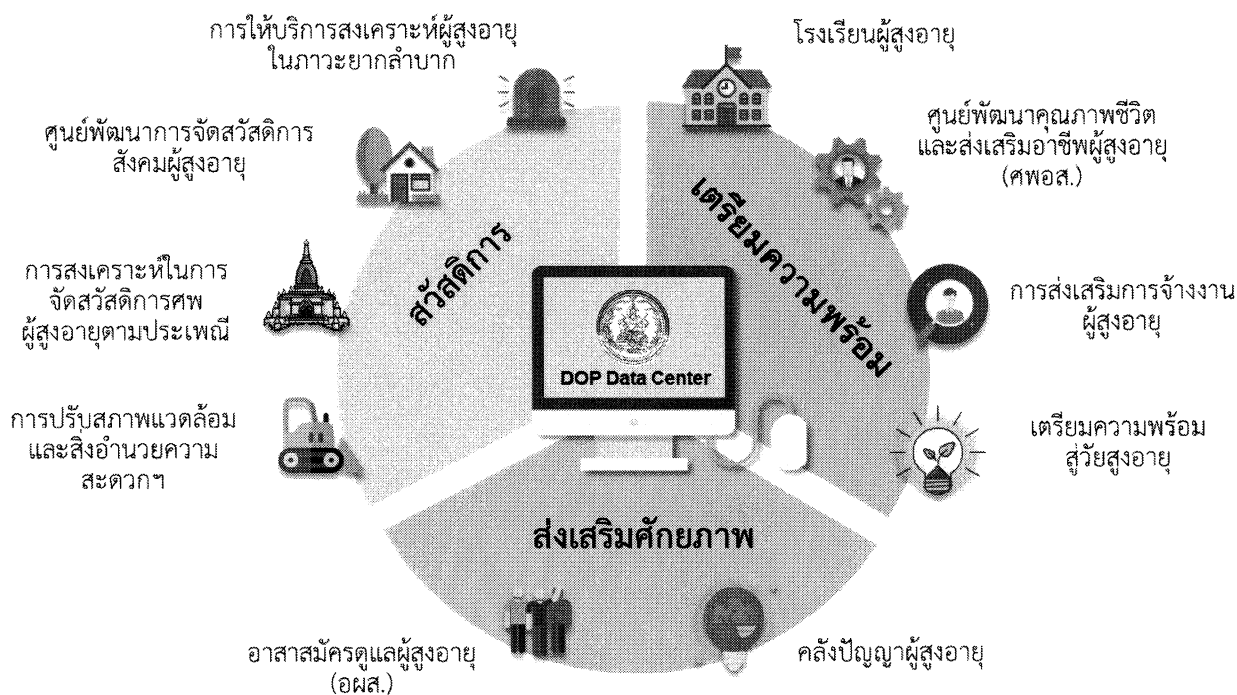 การให้บริการสงเคราะห์ผู้สูงอายุ
ในภาวะยากลำบาก
โรงเรียนผู้สูงอายุ
ศูนย์พัฒนาการจัดสวัสดิการ
สังคมผู้สูงอายุ
ศูนย์พัฒนาคุณภาพชีวิต
และส่งเสริมอาชีพผู้สูงอายุ
(ศพอส.)
สวัสดิการ
เตรียมความพร้อม
การสงเคราะห์ในการ
จัดสวัสดิการศพ
ผู้สูงอายุตามประเพณี
การส่งเสริมการจ้างงาน
ผู้สูงอายุ
DOP Data Center
การปรับสภาพแวดล้อม
และสิ่งอำนวยความ
สะดวกฯ
เตรียมความพร้อม
สู่วัยสูงอายุ
ส่งเสริมศักยภาพ
อาสาสมัครดูแลผู้สูงอายุ
(อผส.)
คลังปัญญาผู้สูงอายุ